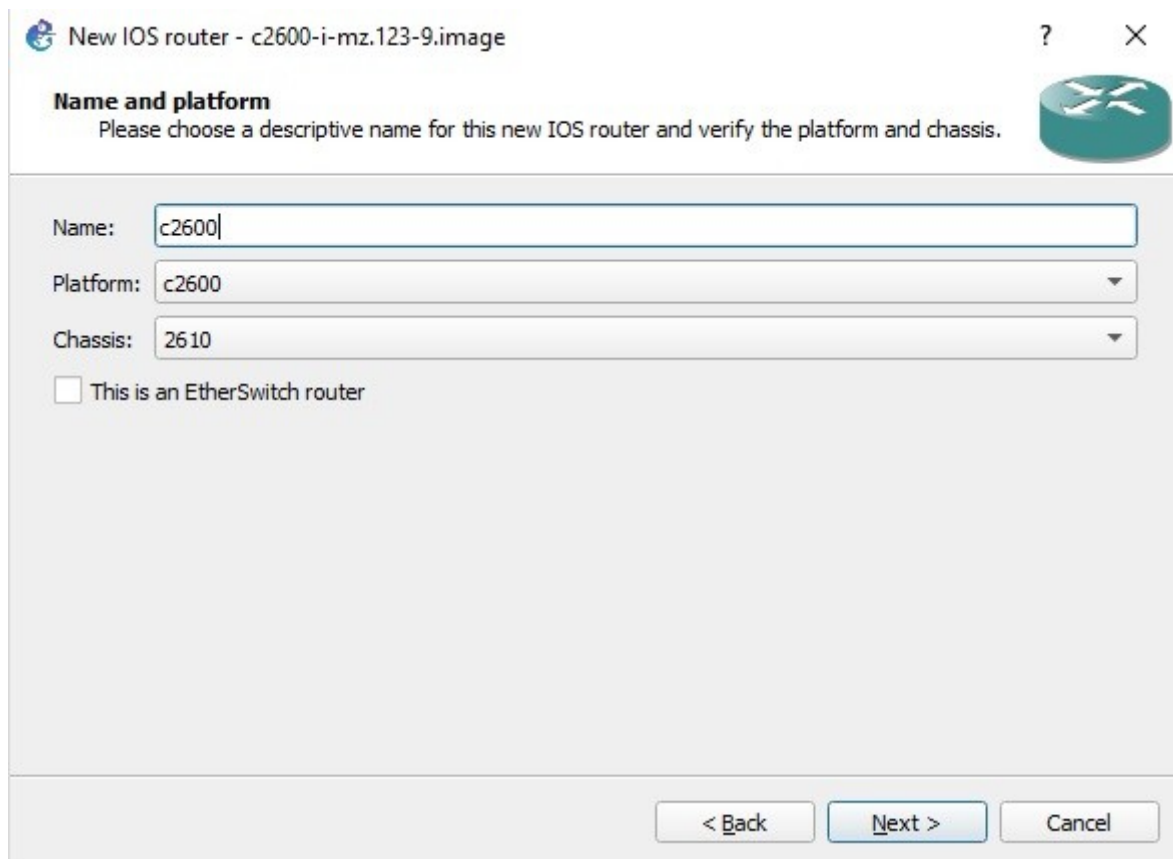 New IOS router - c2600-i-mz.123-9.image
?
Name and platform
Please choose a descriptive name for this new IOS router and verify the platform and chassis.
Name: c2600
Platform: c2600
Chassis: 2610
This is an EtherSwitch router
< Back Next > Cancel